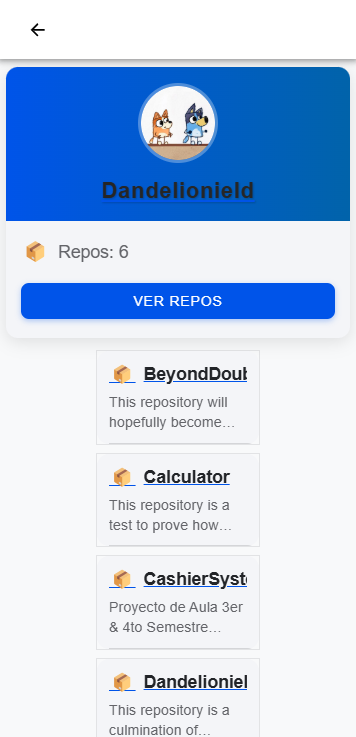 Dandelionield
Repos: 6
VER REPOS
BeyondDoub
This repository will
hopefully become…
Calculator
This repository is a
test to prove how…
CashierSyste
Proyecto de Aula 3er
& 4to Semestre…
Dandelioniel
This repository is a
culmination of…